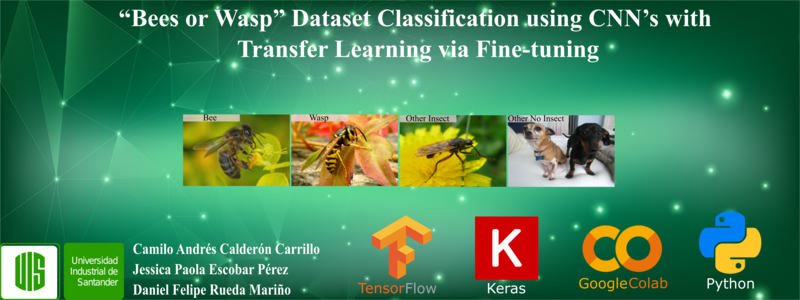 “Bees or Wasp” Dataset Classification using CNN’s with
Transfer Learning via Fine-tuning
Bee
Wasp
Other Insect
Other No Insect
UIS
Universidad
Industrial de
Santander
Camilo Andrés Calderón Carrillo
Jessica Paola Escobar Pérez
Daniel Felipe Rueda Mariño
TensorFlow
K
Keras
GoogleColab
Python